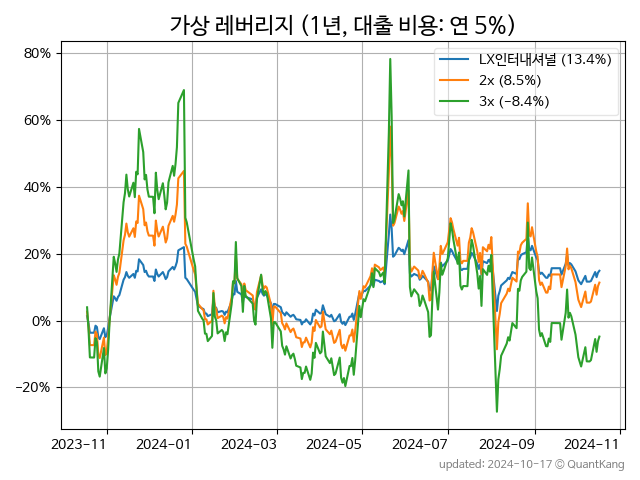 가상 레버리지 (1년, 대출 비용: 연 5%)
LX인터내셔널 (13.4%)
2x (8.5%)
3x (−8.4%)
80%
60%
40%
20%
0%
−20%
2023-11
2024-01
2024-03
2024-05
2024-07
2024-09
2024-11
updated: 2024-10-17 © QuantKang